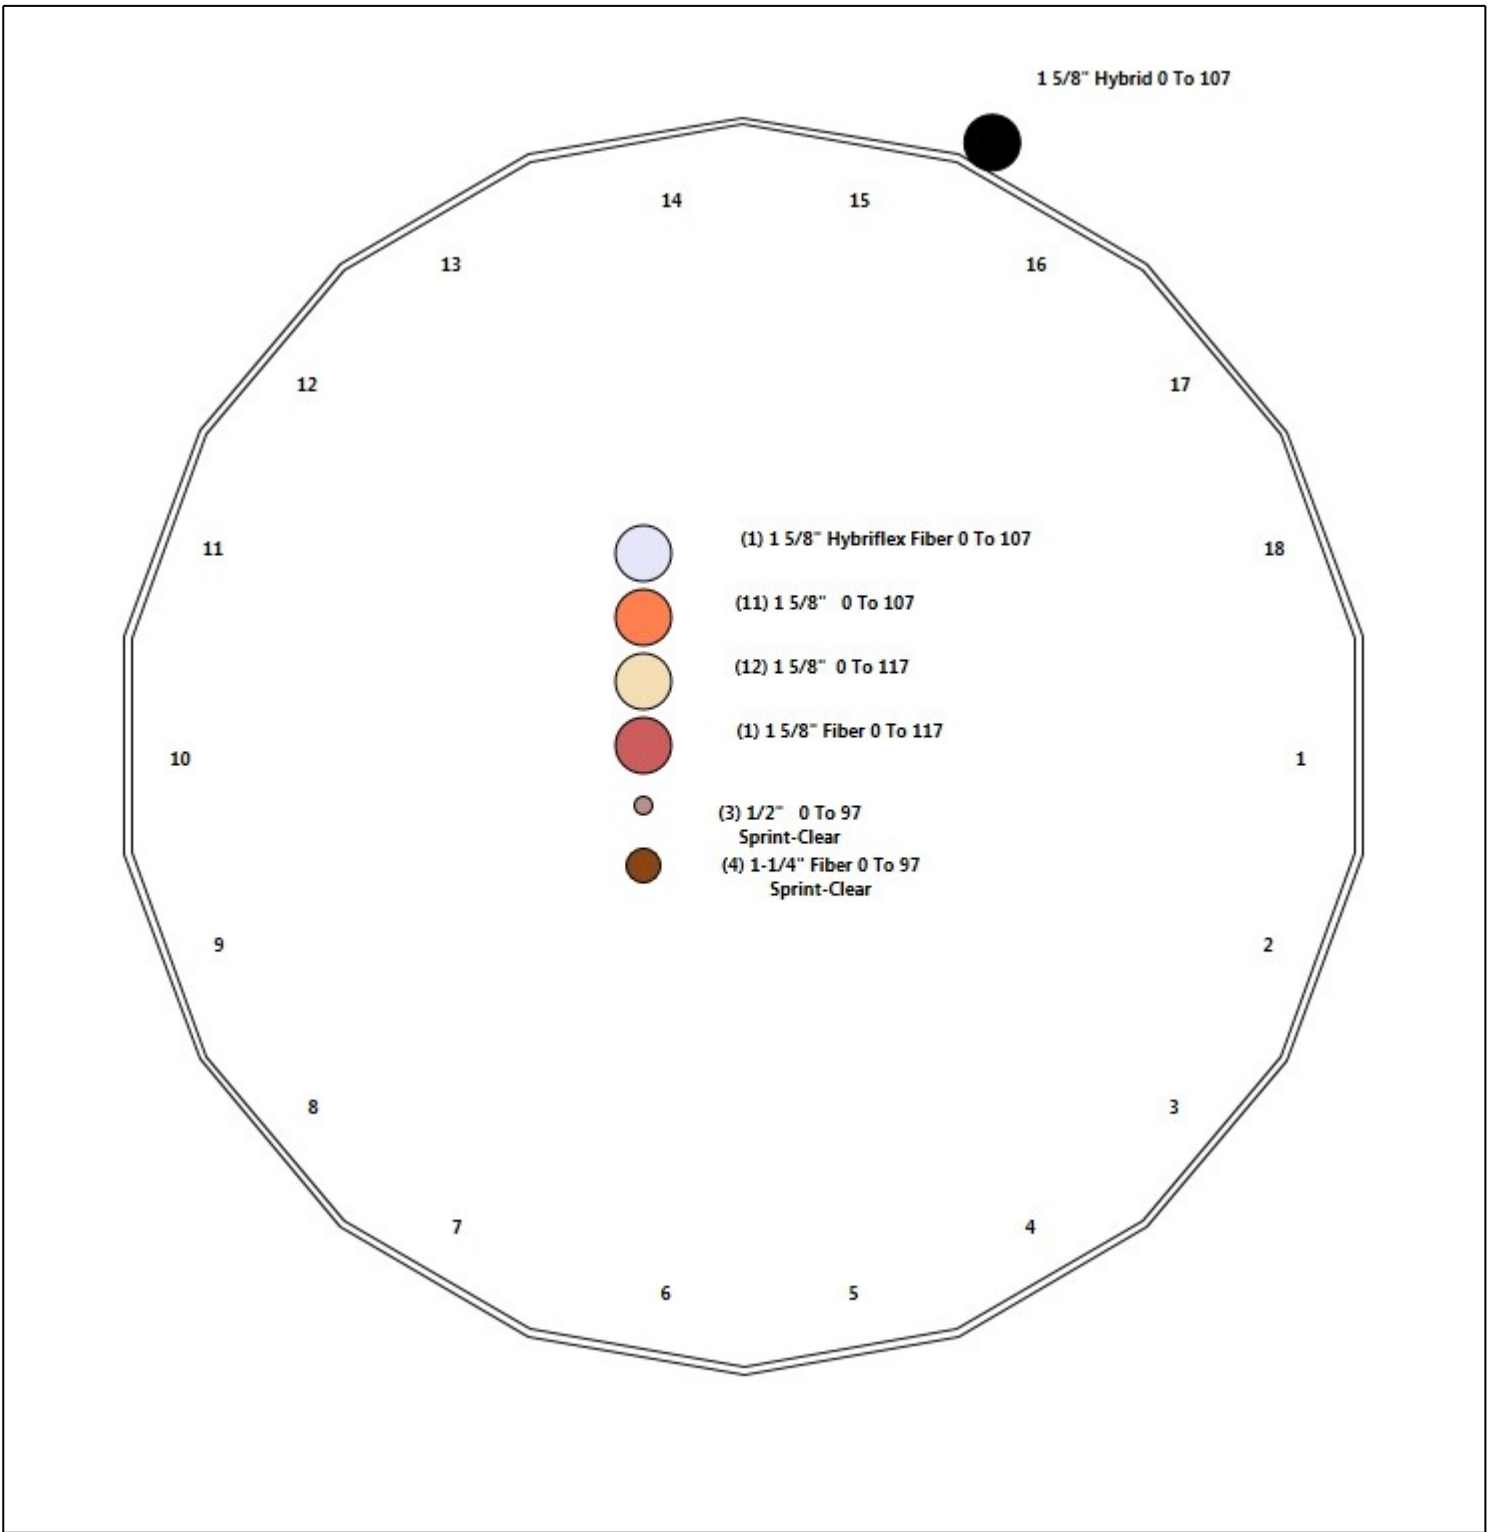 1 5/8" Hybrid 0 To 107
14
15
13
16
12
17
11
18
(1) 1 5/8" Hybriflex Fiber 0 To 107
(11) 1 5/8" 0 To 107
(12) 1 5/8" 0 To 117
(1) 1 5/8" Fiber 0 To 117
10
1
(3) 1/2" 0 To 97
Sprint-Clear
(4) 1-1/4" Fiber 0 To 97
Sprint-Clear
9
2
8
3
7
4
6
5